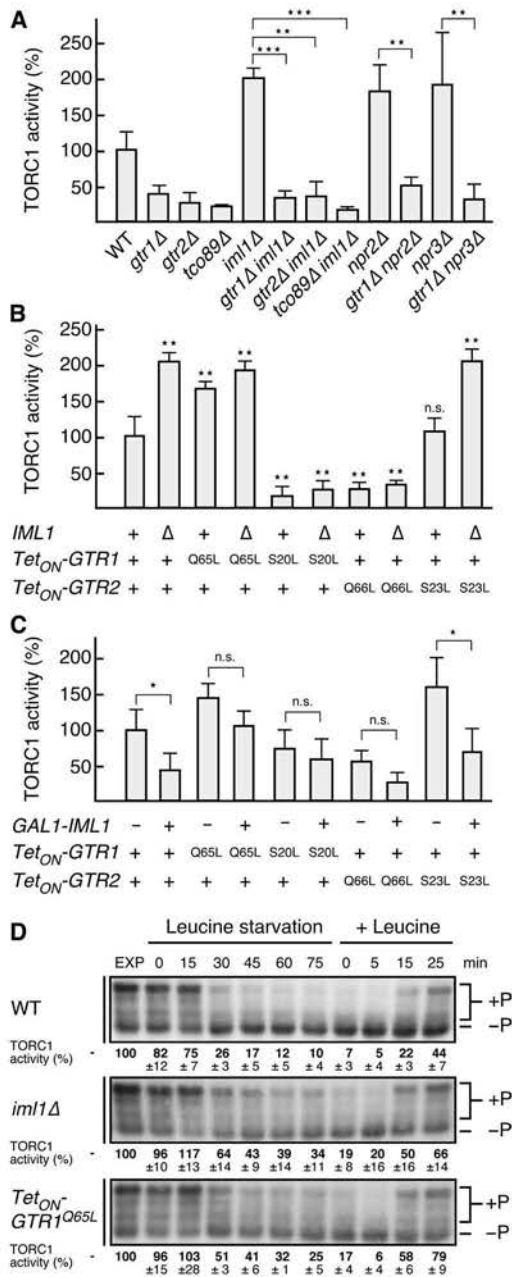 A
TORC1 activity (%)
250
200
150
100
50
***
**
***
**
**
WT
gtr1Δ
gtr2Δ
tco89Δ
iml1Δ
gtr1Δ iml1Δ
gtr2Δ iml1Δ
tco89Δ iml1Δ
npr2Δ
gtr1Δ npr2Δ
npr3Δ
gtr1Δ npr3Δ
B
TORC1 activity (%)
250
200
150
100
50
** ** ** ** ** ** ** n.s. **
IML1 + Δ + Δ + Δ + Δ + Δ
TetON-GTR1 + + Q65L Q65L S20L S20L + + + +
TetON-GTR2 + + + + + + Q66L Q66L S23L S23L
C
TORC1 activity (%)
200
150
100
50
* n.s. n.s. n.s. *
GAL1-IML1 − + − + − + − + − +
TetON-GTR1 + + Q65L Q65L S20L S20L + + + +
TetON-GTR2 + + + + + + Q66L Q66L S23L S23L
D
Leucine starvation + Leucine
EXP 0 15 30 45 60 75 0 5 15 25 min
WT
+P
−P
TORC1 activity (%) - 100 82 75 26 17 12 10 7 5 22 44
±12 ± 7 ± 3 ± 5 ± 5 ± 4 ± 3 ± 4 ± 3 ± 7
iml1Δ
+P
−P
TORC1 activity (%) - 100 96 117 64 43 39 34 19 20 50 66
±10 ±13 ±14 ± 9 ±14 ±11 ± 8 ±16 ±16 ±14
TetON-
GTR1Q65L
+P
−P
TORC1 activity (%) - 100 96 103 51 41 32 25 17 6 58 79
±15 ±28 ± 3 ± 6 ± 1 ± 5 ± 4 ± 4 ± 6 ± 9